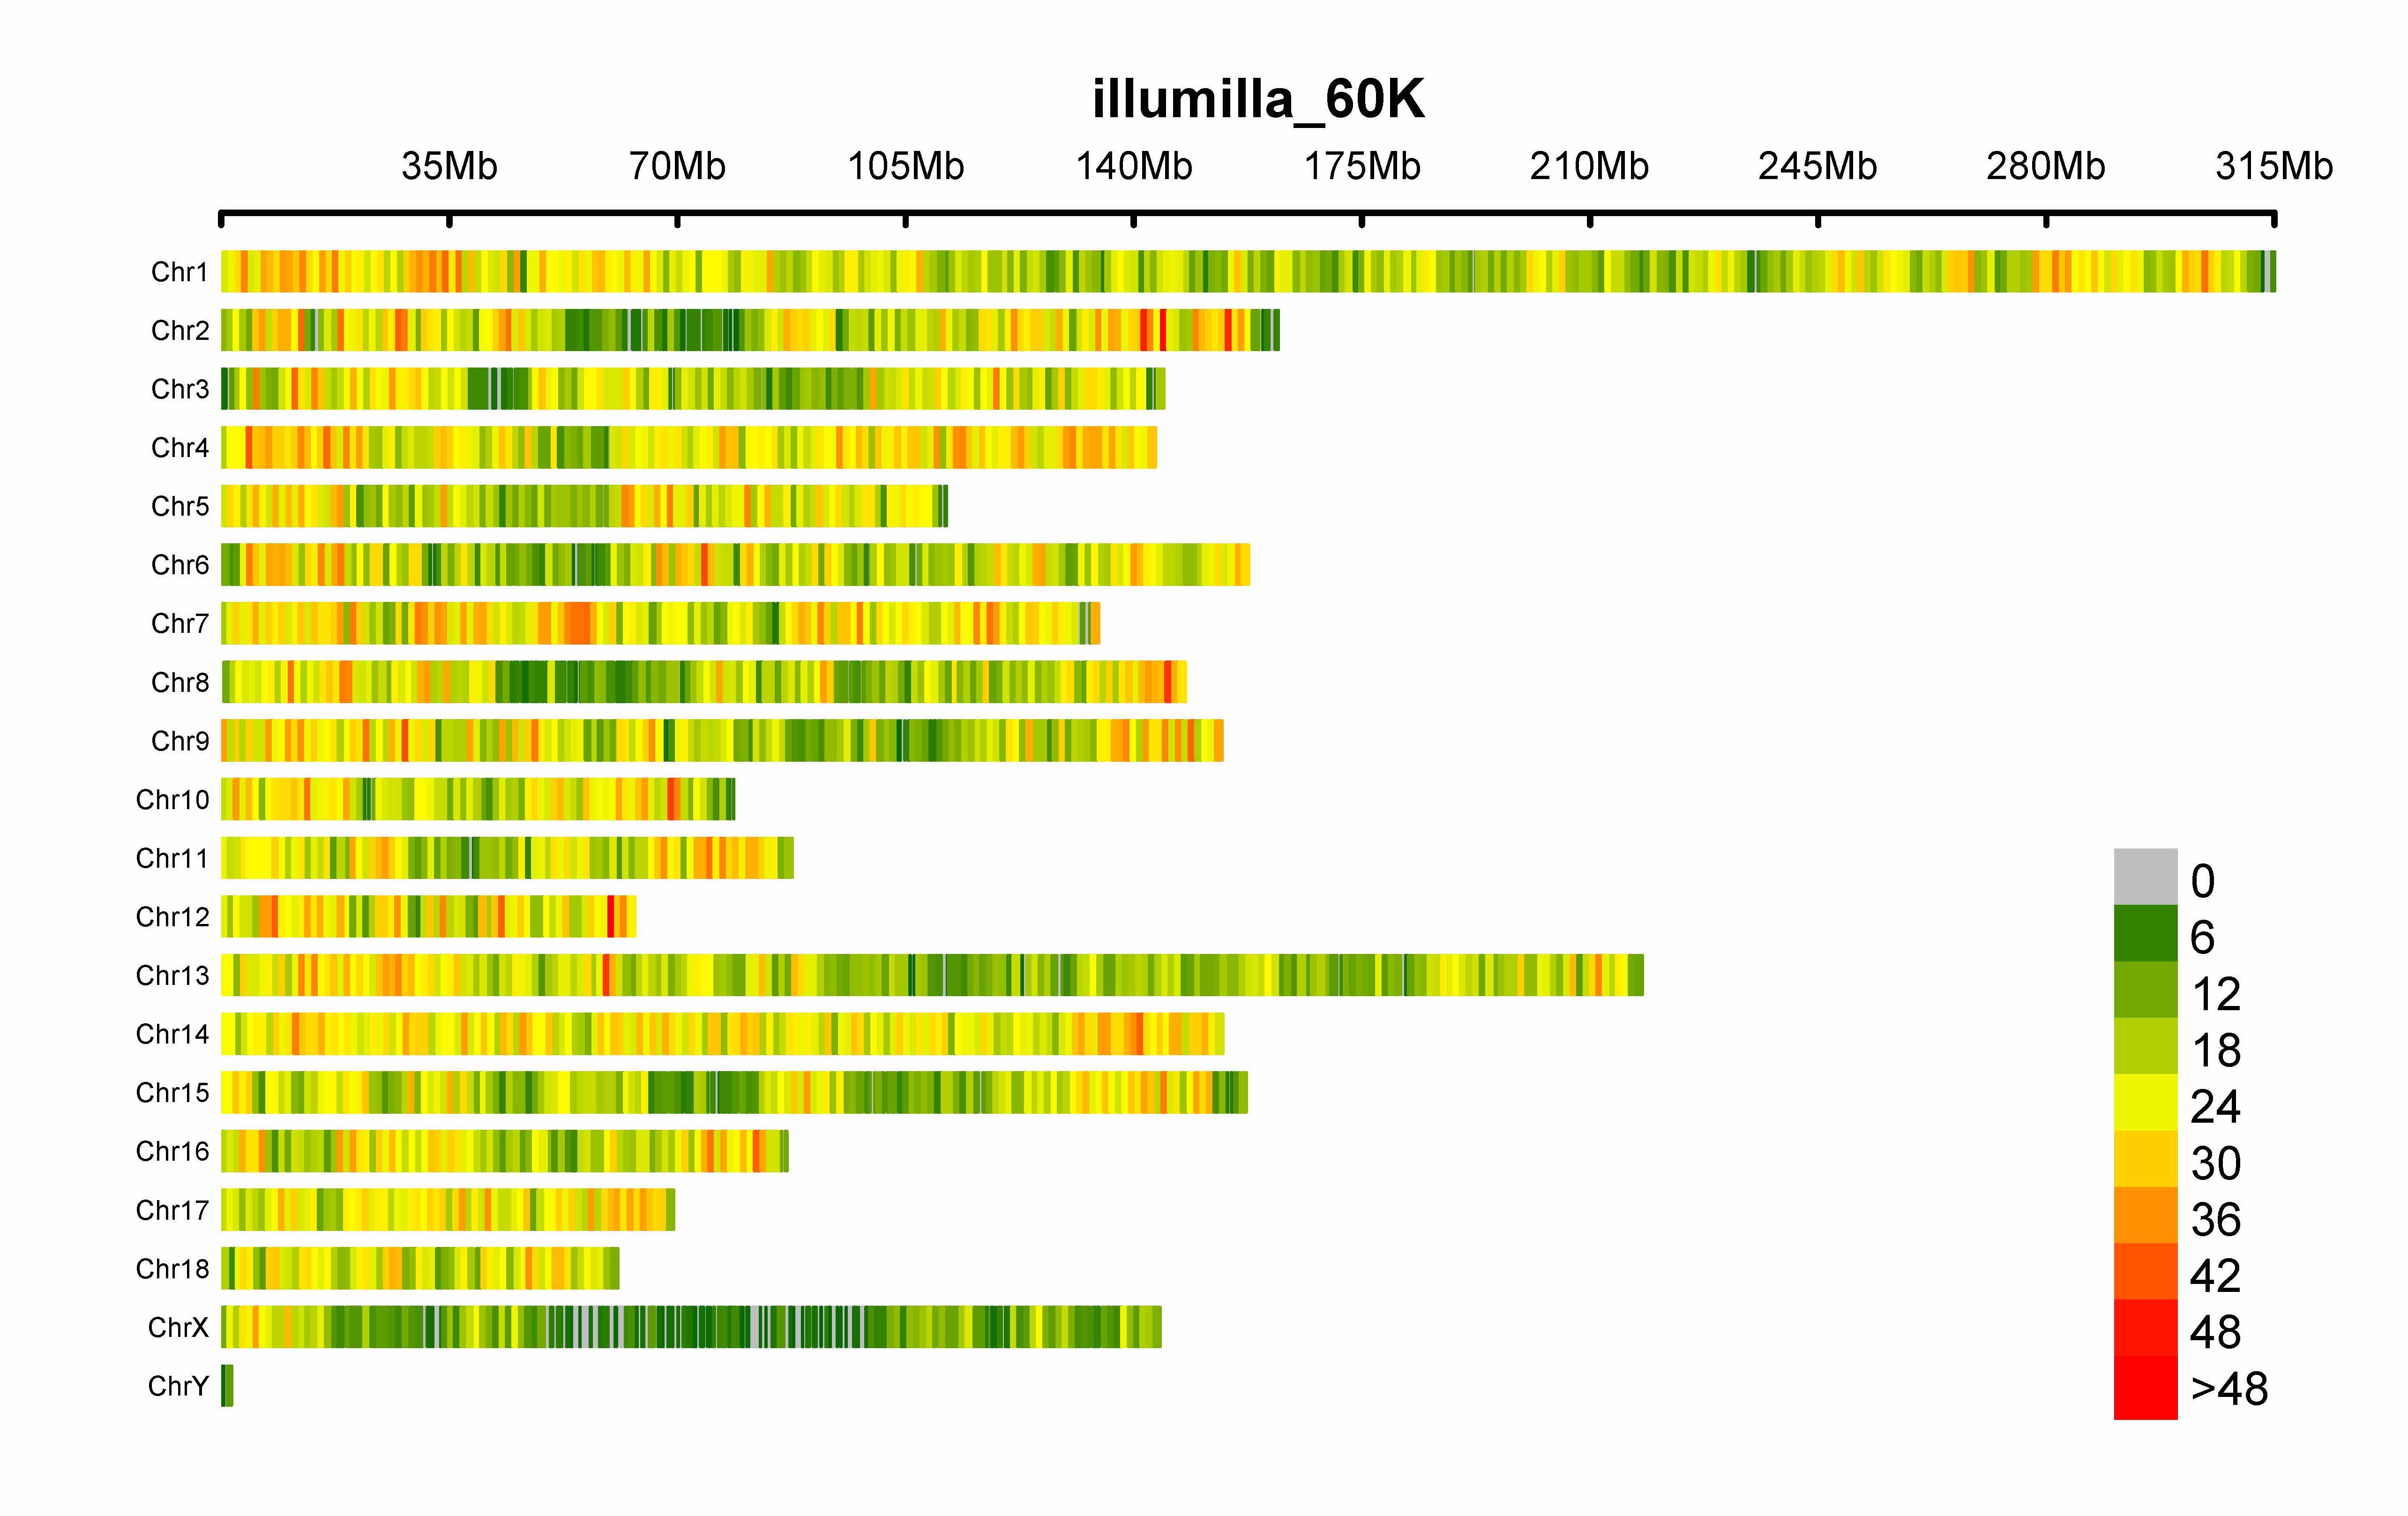 illumilla_60K
35Mb 70Mb 105Mb 140Mb 175Mb 210Mb 245Mb 280Mb 315Mb
Chr1
Chr2
Chr3
Chr4
Chr5
Chr6
Chr7
Chr8
Chr9
Chr10
Chr11
Chr12
Chr13
Chr14
Chr15
Chr16
Chr17
Chr18
ChrX
ChrY
0
6
12
18
24
30
36
42
48
>48